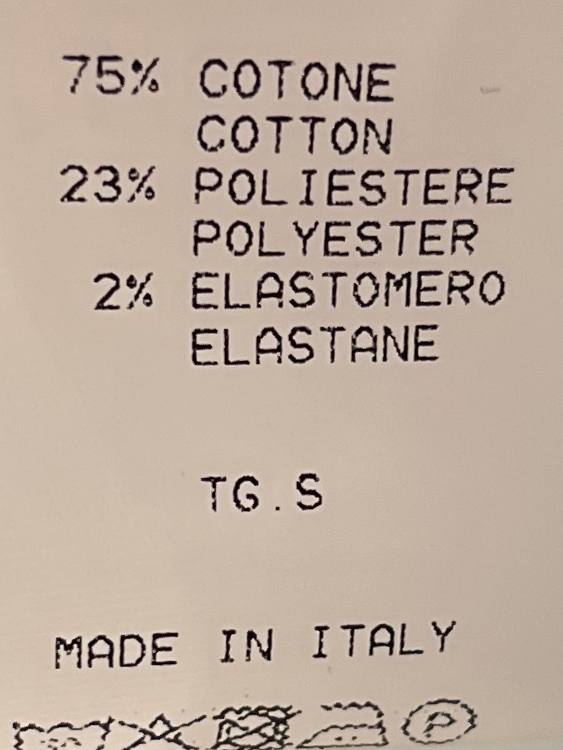 75% COTONE
COTTON
23% POLIESTERE
POLYESTER
2% ELASTOMERO
ELASTANE
TG.S
MADE IN ITALY
P